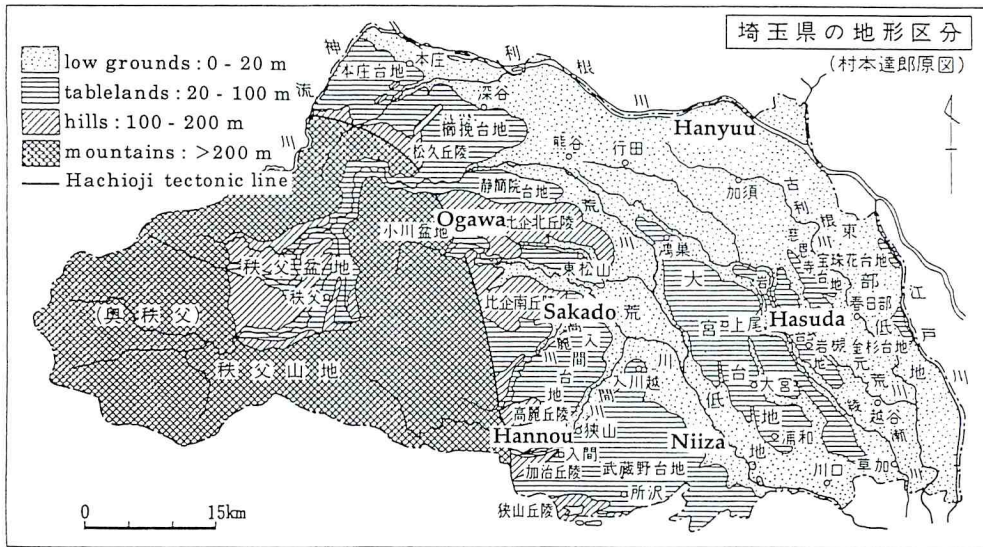 埼玉県の地形区分
(村本達郎原図)
low grounds : 0 - 20 m
tablelands : 20 - 100 m
hills : 100 - 200 m
mountains : >200 m
Hachioji tectonic line
神
流
川
利
根
川
本庄
本庄台地
深谷
櫛挽台地
松久丘陵
熊谷
行田
Hanyuu
加須
古
利
根
川
東
部
低
地
江
戸
川
荒
川
Ogawa
小川盆地
比企北丘陵
東松山
鴻巣
宝珠花台地
春日部
秩父盆地
秩父
(奥秩父)
秩父山地
比企南丘
Sakado
荒
川
低
地
大
宮
台
地
上尾
Hasuda
岩槻
金杉台地
元
荒
川
越谷
綾
瀬
川
草加
入
間
台
地
入
間
川
川越
大宮
浦和
川口
高麗丘陵
狭山
Hannou
入間
加治丘陵
武蔵野台地
Niiza
所沢
狭山丘陵
0
15km